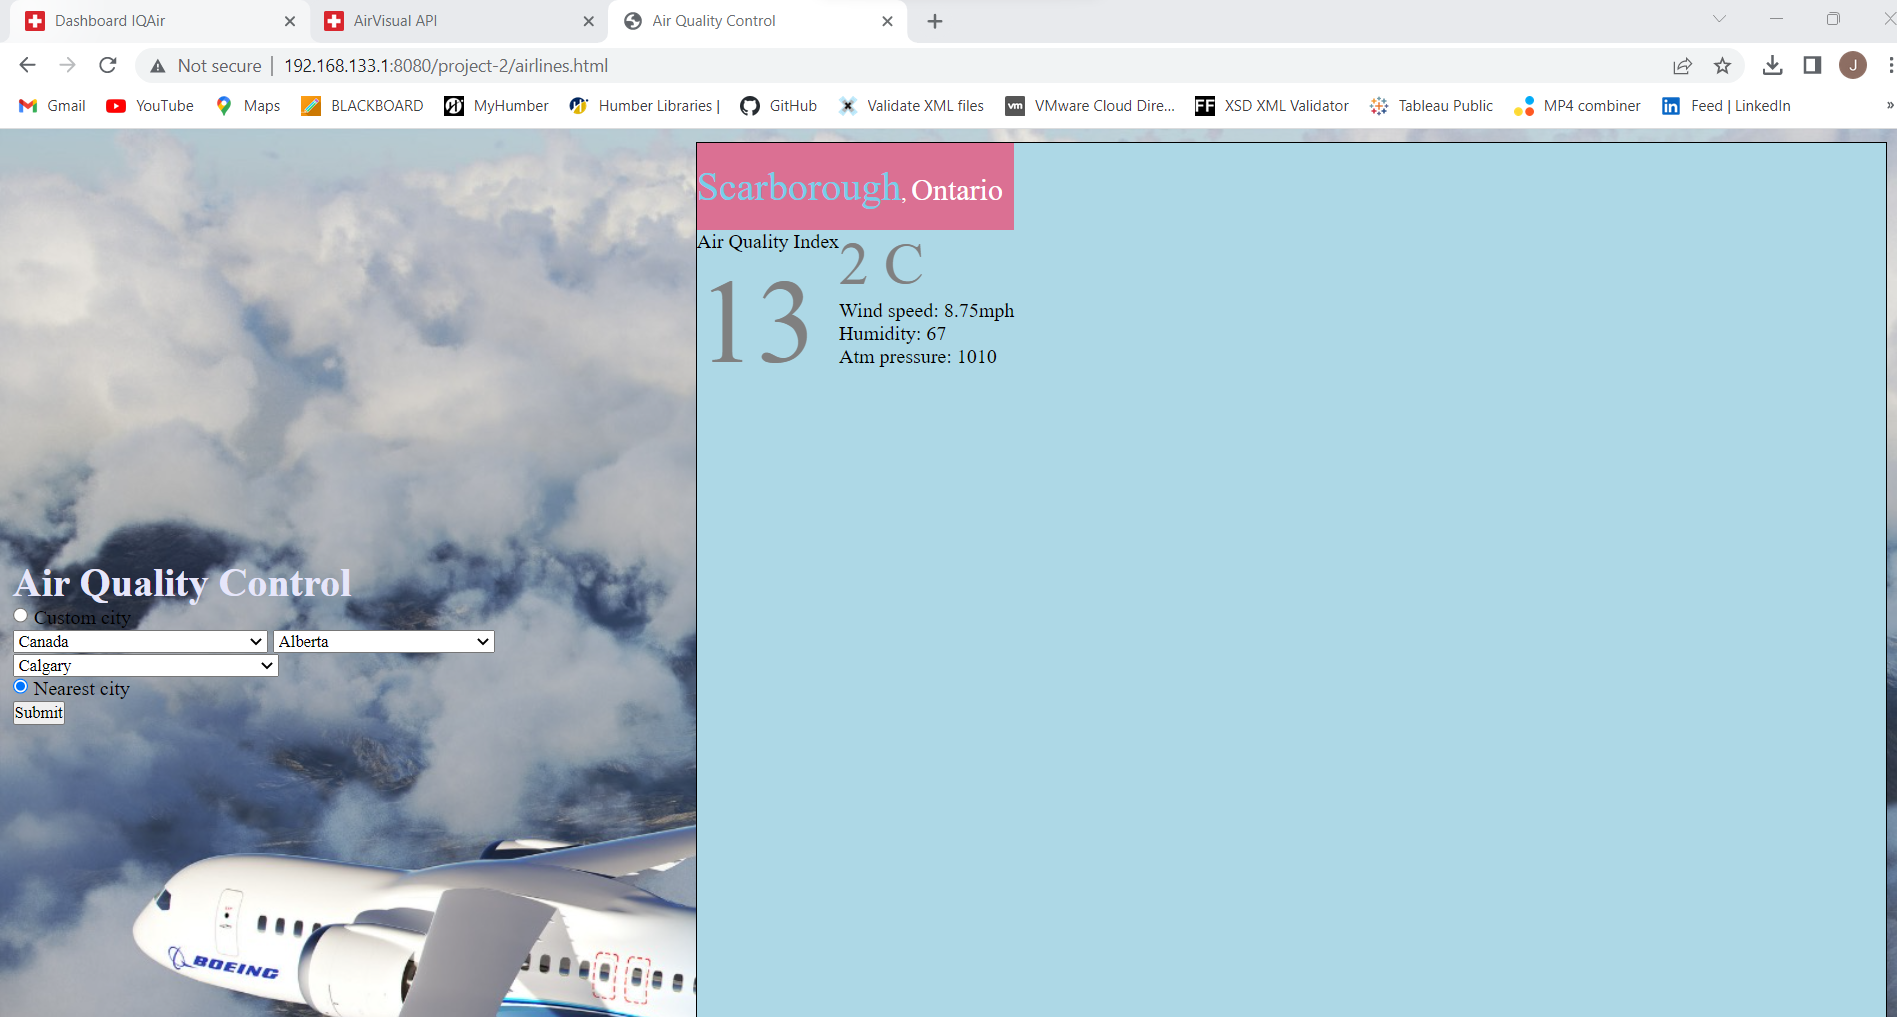 Dashboard IQAir
AirVisual API
Air Quality Control
Not secure | 192.168.133.1:8080/project-2/airlines.html
J
Gmail
YouTube
Maps
BLACKBOARD
MyHumber
Humber Libraries |
GitHub
Validate XML files
vm
VMware Cloud Dire...
FF
XSD XML Validator
Tableau Public
MP4 combiner
in
Feed | LinkedIn
»
Scarborough, Ontario
Air Quality Index
13
2 C
Wind speed: 8.75mph
Humidity: 67
Atm pressure: 1010
Air Quality Control
Custom city
Canada
Alberta
Calgary
Nearest city
Submit
BOEING